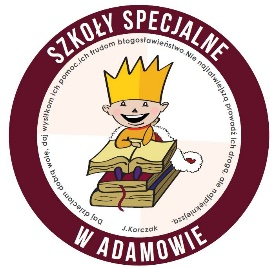 SZKOŁY SPECJALNE
Daj dzieciom dobrą wolę, daj wysiłkom ich pomoc, ich trudom błogosławieństwo. Nie najłatwiejszą prowadź ich drogą, ale najpiękniejszą.
J.Korczak
W ADAMOWIE